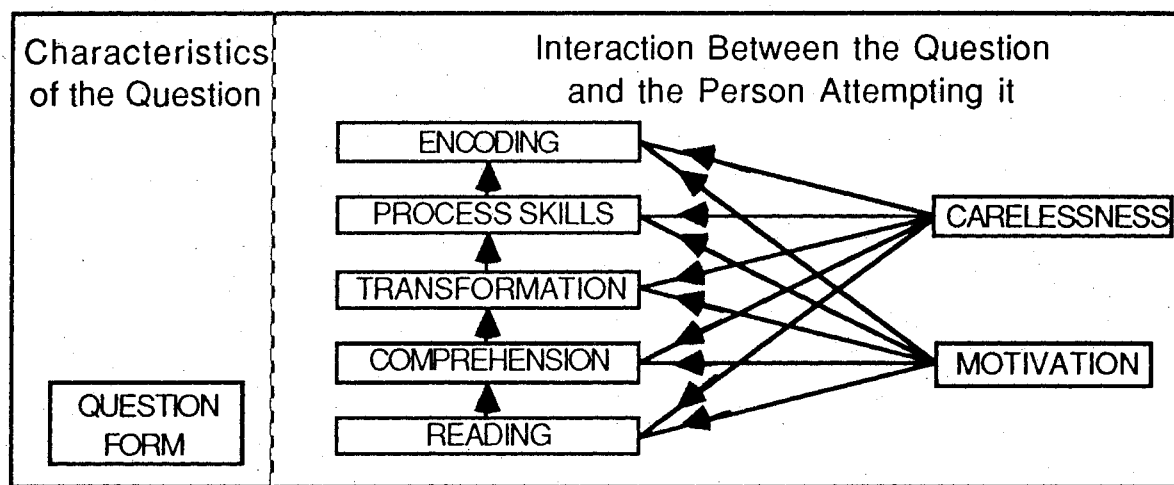 Characteristics
of the Question
Interaction Between the Question
and the Person Attempting it
ENCODING
PROCESS SKILLS
CARELESSNESS
TRANSFORMATION
COMPREHENSION
MOTIVATION
QUESTION
FORM
READING